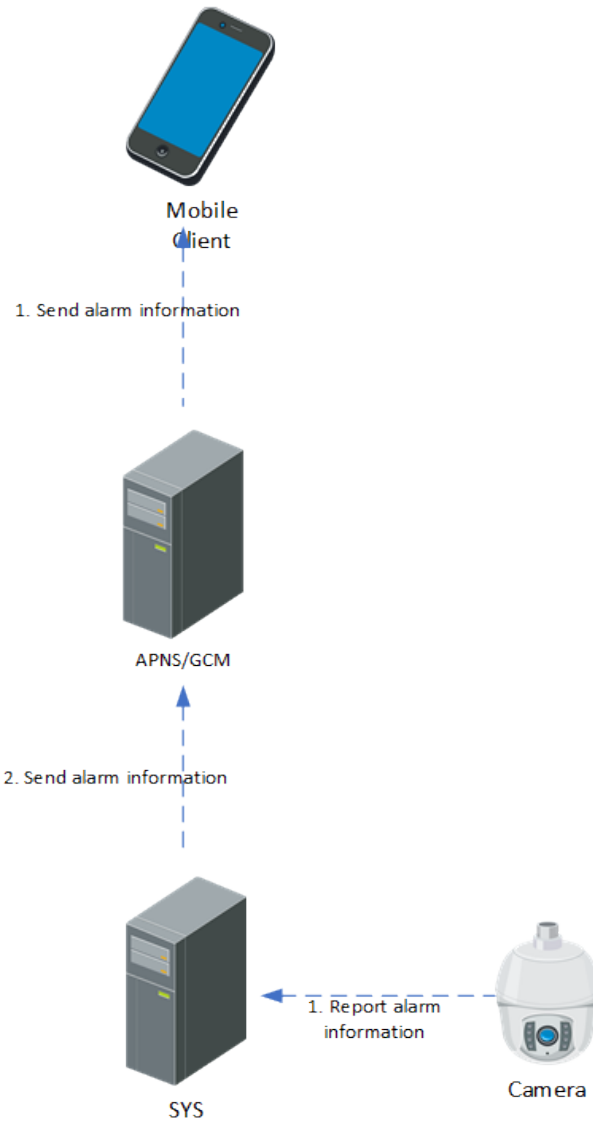 Mobile
Client
1. Send alarm information
APNS/GCM
2. Send alarm information
1. Report alarm
information
Camera
SYS